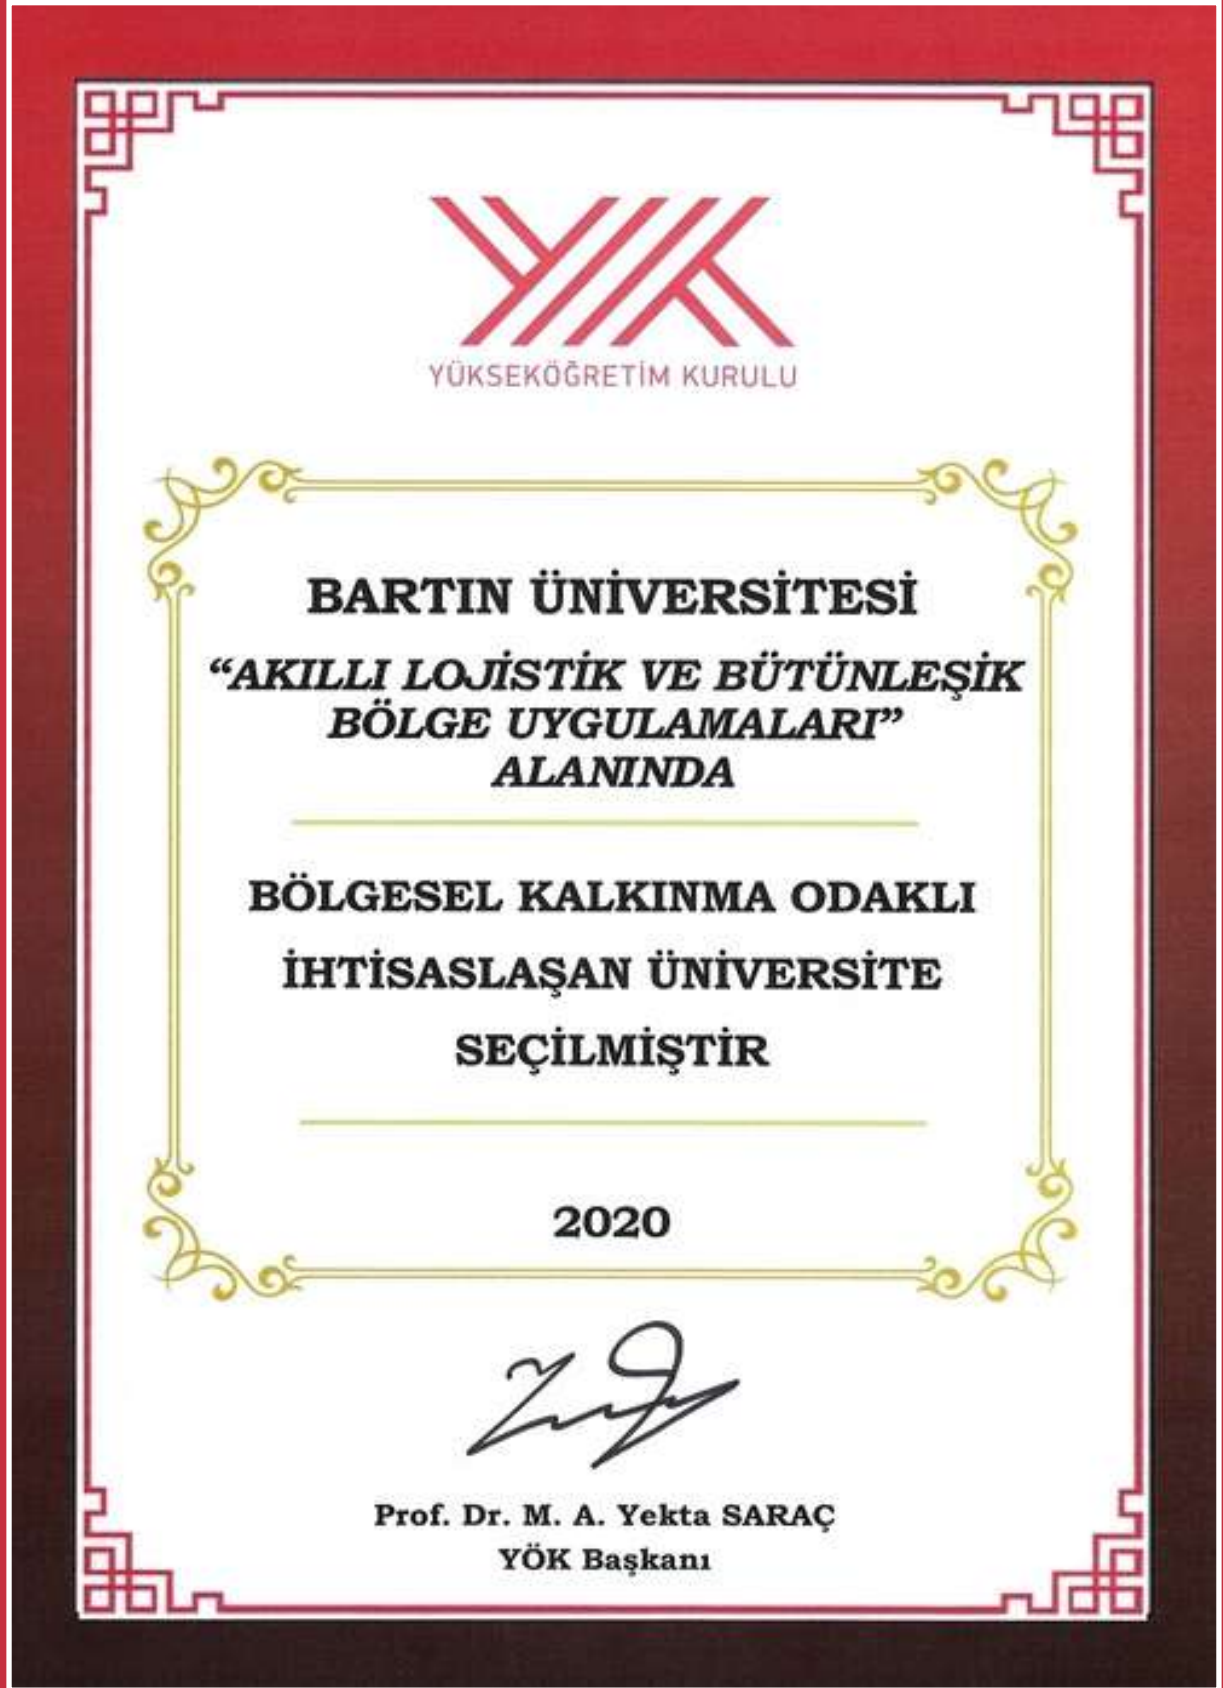 YÖK
YÜKSEKÖĞRETİM KURULU
BARTIN ÜNİVERSİTESİ
“AKILLI LOJİSTİK VE BÜTÜNLEŞİK
BÖLGE UYGULAMALARI”
ALANINDA
BÖLGESEL KALKINMA ODAKLI
İHTİSASLAŞAN ÜNİVERSİTE
SEÇİLMİŞTİR
2020
Prof. Dr. M. A. Yekta SARAÇ
YÖK Başkanı